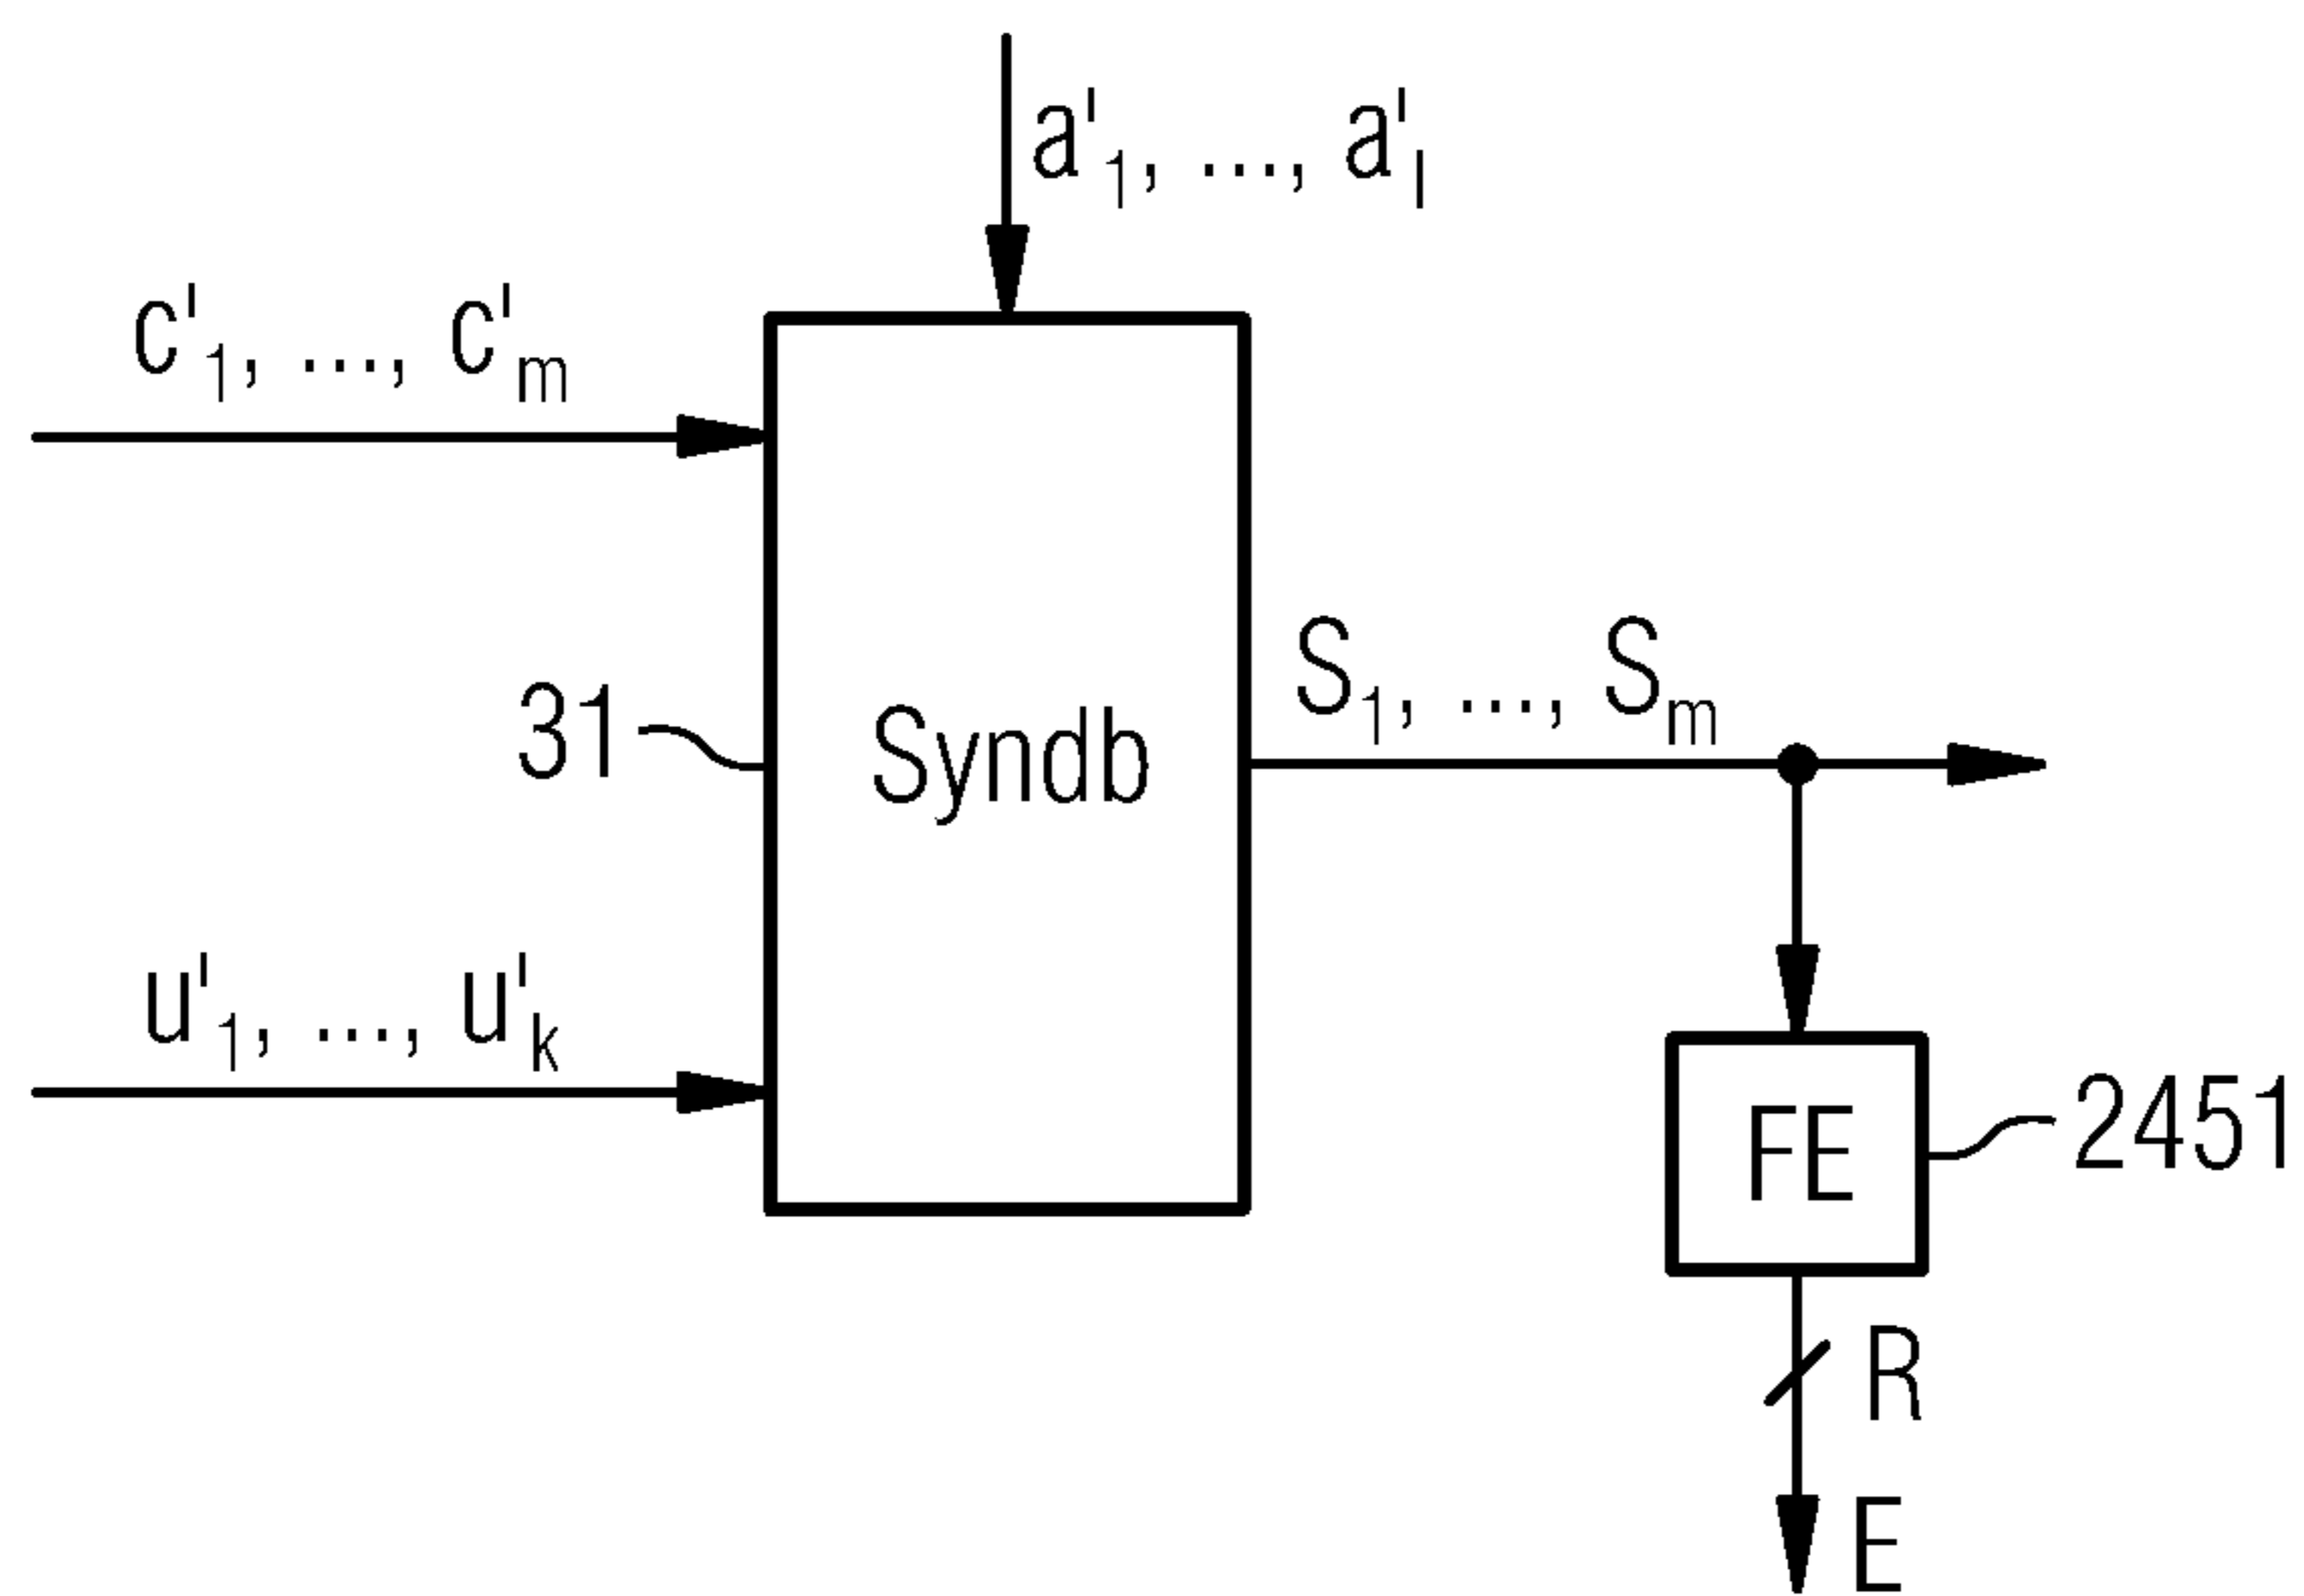 a'₁, ..., a'ₗ
c'₁, ..., c'ₘ
S₁, ..., Sₘ
31
Syndb
u'₁, ..., u'ₖ
FE
2451
R
E